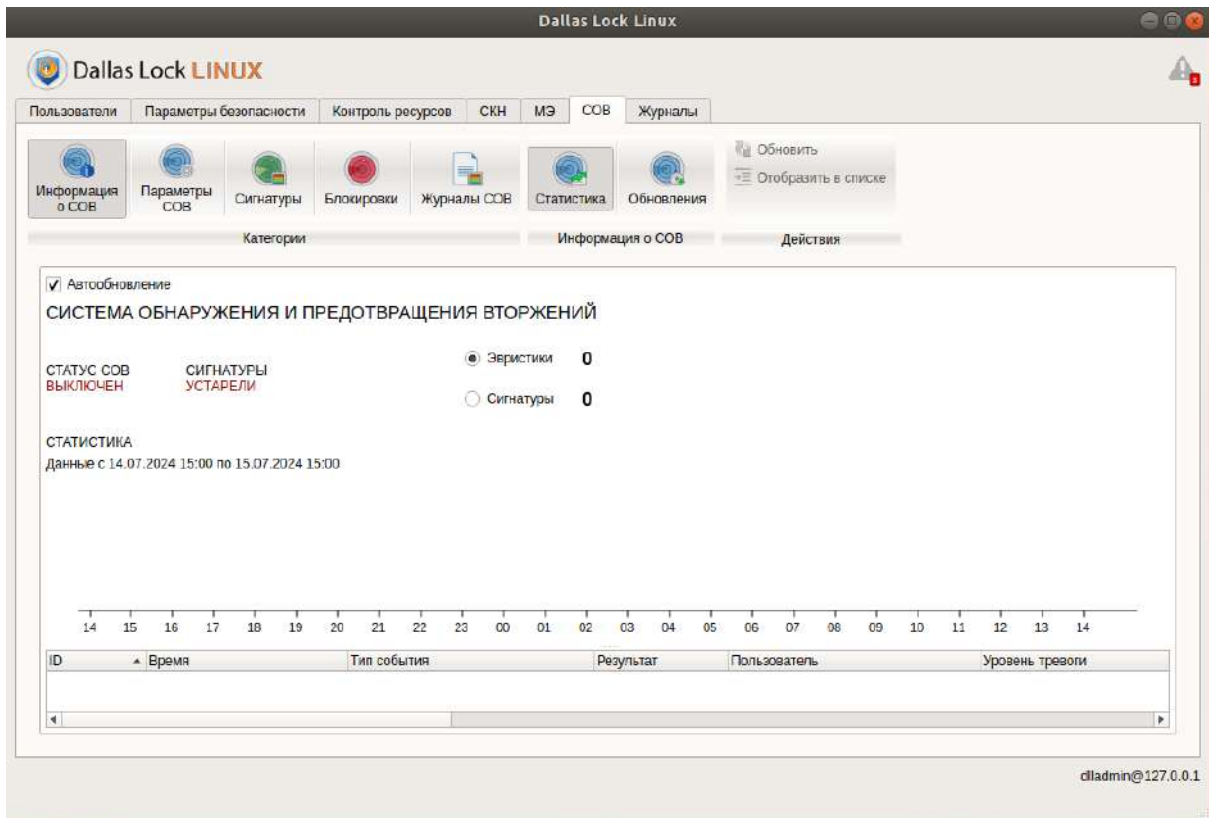 Dallas Lock Linux
Dallas Lock LINUX
Пользователи Параметры безопасности Контроль ресурсов СКН МЭ СОВ Журналы
Обновить
Отобразить в списке
Информация о СОВ Параметры СОВ Сигнатуры Блокировки Журналы СОВ Статистика Обновления
Категории Информация о СОВ Действия
Автообновление
СИСТЕМА ОБНАРУЖЕНИЯ И ПРЕДОТВРАЩЕНИЯ ВТОРЖЕНИЙ
Эвристики 0
СТАТУС СОВ СИГНАТУРЫ
ВЫКЛЮЧЕН УСТАРЕЛИ
Сигнатуры 0
СТАТИСТИКА
Данные с 14.07.2024 15:00 по 15.07.2024 15:00
14 15 16 17 18 19 20 21 22 23 00 01 02 03 04 05 06 07 08 09 10 11 12 13 14
ID Время Тип события Результат Пользователь Уровень тревоги
dlladmin@127.0.0.1